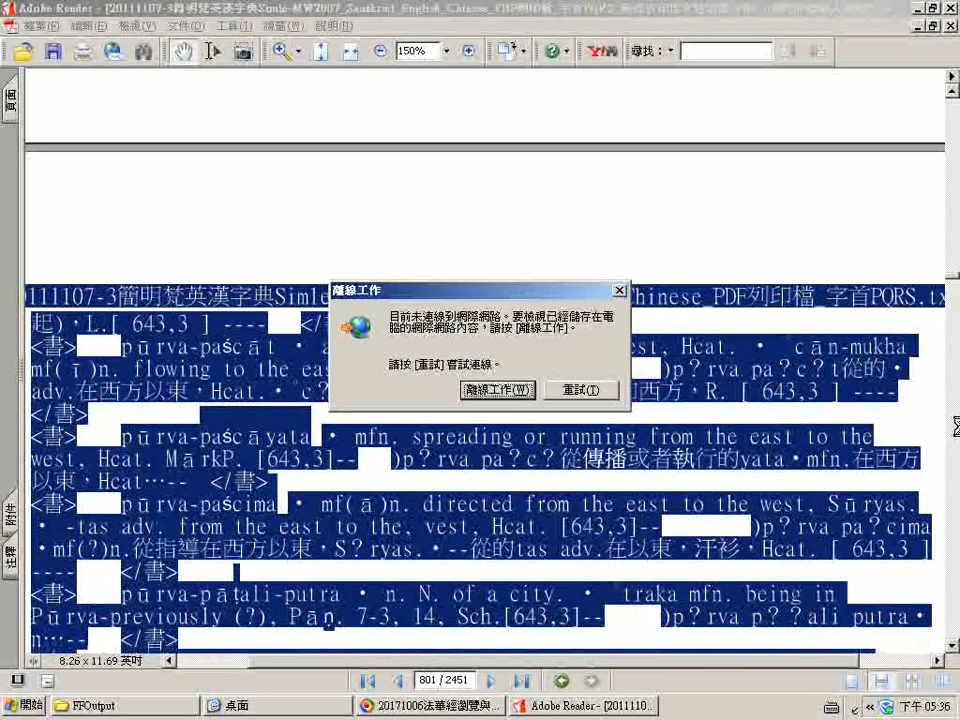 Adobe Reader - [20111107-3簡明梵英漢字典Simle-MW2007_Sanskrit_English_Chinese_PDF列印檔_字首PQRS
檔案(F) 編輯(E) 檢視(V) 文件(D) 工具(T) 視窗(W) 說明(H)
150%
尋找:
頁面
附件
註釋
111107-3簡明梵英漢字典Simle
hinese_PDF列印檔_字首PQRS.tx
起), L.[ 643,3 ] ----
<書> pūrva-paścāt •
est, Hcat. • cān-mukha
mf(ī)n. flowing to the eas
)p?rva pa?c?t從的•
adv.在西方以東, Hcat.
和西方, R. [ 643,3 ] ----
</書>
<書> pūrva-paścāyata • mfn. spreading or running from the east to the
west, Hcat. MārkP. [643,3]-- )p?rva pa?c?從傳播或者執行的yata•mfn.在西方
以東, Hcat…-- </書>
<書> pūrva-paścima • mf(ā)n. directed from the east to the west, Sūryas.
• -tas adv. from the east to the. vest, Hcat. [643,3]-- )p?rva pa?cima
•mf(?)n.從指導在西方以東, S?ryas. ---從的tas adv.在以東,汗衫, Hcat. [ 643,3 ]
---- </書>
<書> pūrva-pāṭali-putra • n. N. of a city. • traka mfn. being in
Pūrva-previously (?), Pāṇ. 7-3, 14, Sch.[643,3]-- )p?rva p??ali putra•
n…-- </書>
離線工作
目前未連線到網際網路。要檢視已經儲存在電
腦的網際網路內容,請按 [離線工作]。
請按 [重試] 嘗試連線。
離線工作(W) 重試(T)
8.26 x 11.69 英吋
801 / 2451
開始 FFOutput 桌面 20171006法華經瀏覽與... Adobe Reader - [2011110... 下午 05:36